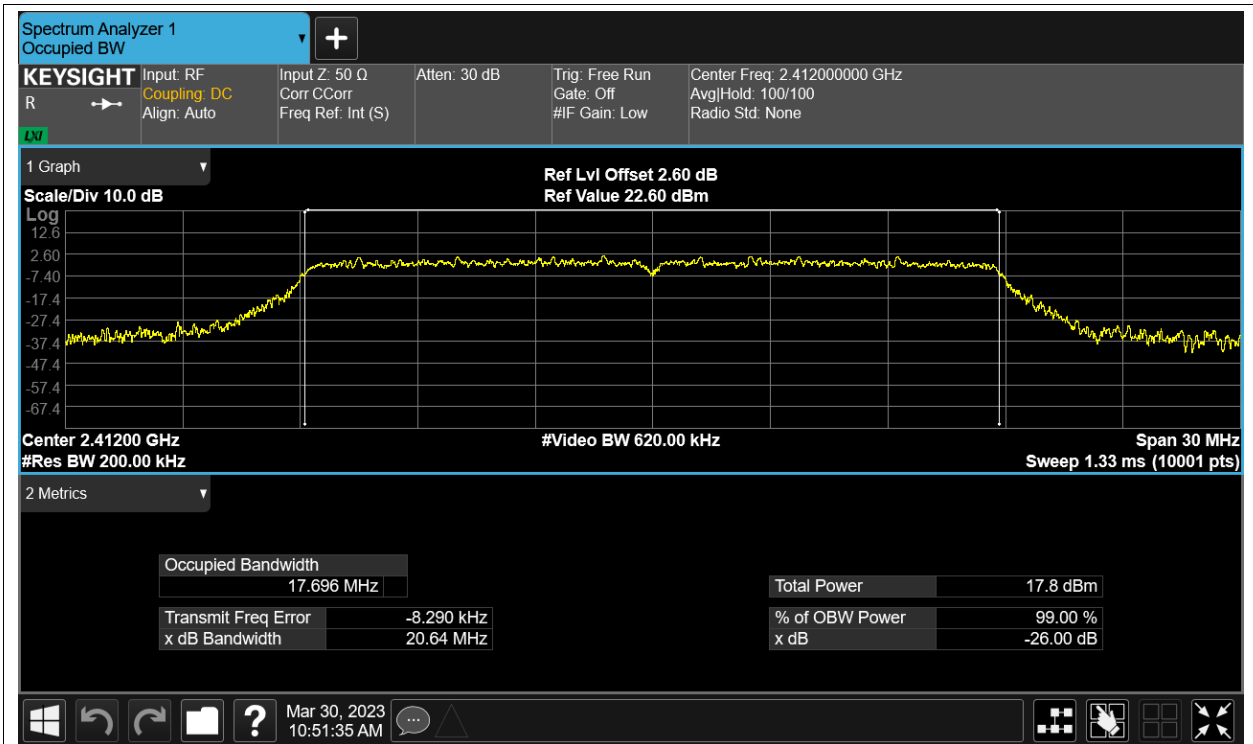 Spectrum Analyzer 1
Occupied BW
KEYSIGHT
R
LXI
Input: RF
Coupling: DC
Align: Auto
Input Z: 50 Ω
Corr CCorr
Freq Ref: Int (S)
Atten: 30 dB
Trig: Free Run
Gate: Off
#IF Gain: Low
Center Freq: 2.412000000 GHz
Avg|Hold: 100/100
Radio Std: None
1 Graph
Scale/Div 10.0 dB
Ref Lvl Offset 2.60 dB
Ref Value 22.60 dBm
Log
12.6
2.60
-7.40
-17.4
-27.4
-37.4
-47.4
-57.4
-67.4
Center 2.41200 GHz
#Video BW 620.00 kHz
Span 30 MHz
#Res BW 200.00 kHz
Sweep 1.33 ms (10001 pts)
2 Metrics
Occupied Bandwidth
17.696 MHz
Total Power 17.8 dBm
Transmit Freq Error -8.290 kHz
% of OBW Power 99.00 %
x dB Bandwidth 20.64 MHz
x dB -26.00 dB
?
Mar 30, 2023
10:51:35 AM